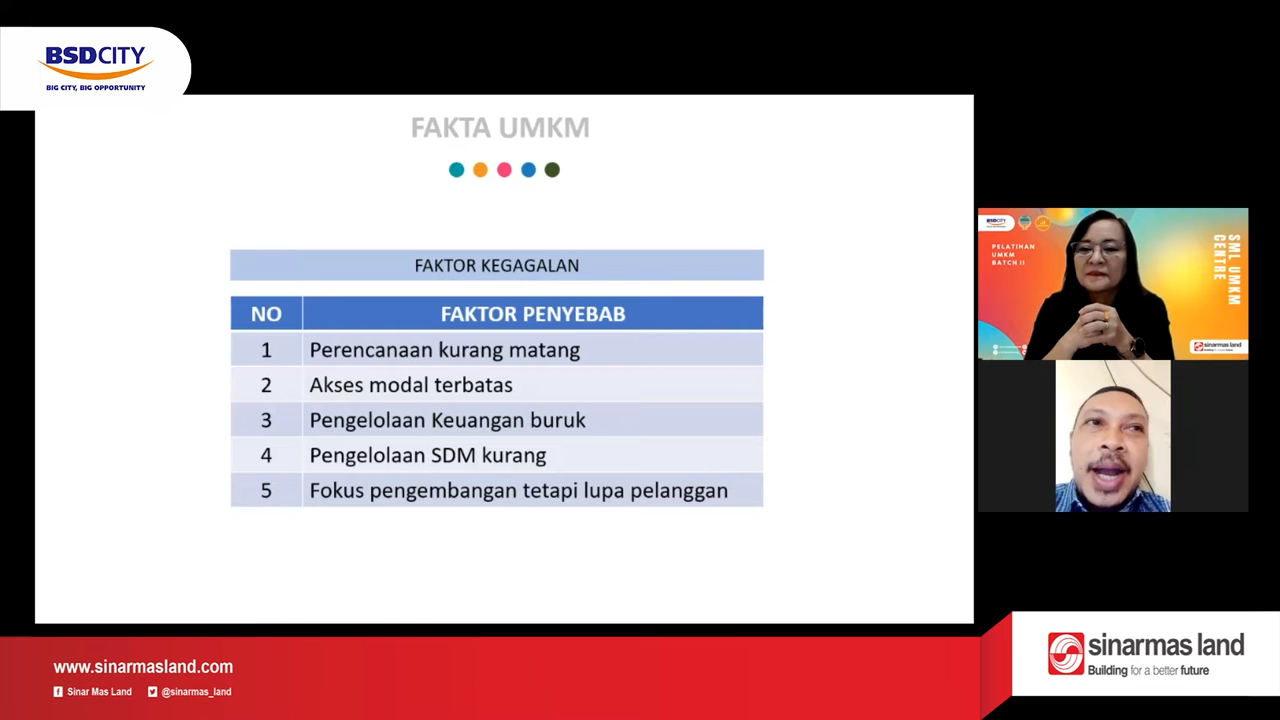 BSDCITY
BIG CITY, BIG OPPORTUNITY
FAKTA UMKM
FAKTOR KEGAGALAN
NO FAKTOR PENYEBAB
1 Perencanaan kurang matang
2 Akses modal terbatas
3 Pengelolaan Keuangan buruk
4 Pengelolaan SDM kurang
5 Fokus pengembangan tetapi lupa pelanggan
BSDCITY
PELATIHAN
UMKM
BATCH II
SML UMKM
CENTRE
sinarmas land
www.sinarmasland.com
Sinar Mas Land @sinarmas_land
sinarmas land
Building for a better future